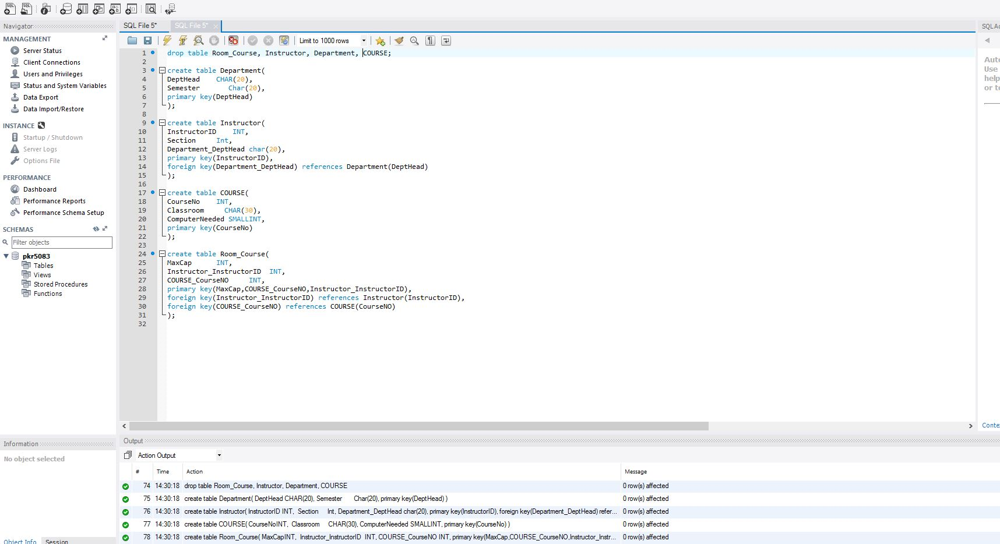 Navigator
MANAGEMENT
Server Status
Client Connections
Users and Privileges
Status and System Variables
Data Export
Data Import/Restore
INSTANCE
Startup / Shutdown
Server Logs
Options File
PERFORMANCE
Dashboard
Performance Reports
Performance Schema Setup
SCHEMAS
Filter objects
pkr5083
Tables
Views
Stored Procedures
Functions
Information
No object selected
Object Info Session
SQL File 5* SQL File 5*
Limit to 1000 rows
1 drop table Room_Course, Instructor, Department, COURSE;
2
3 create table Department(
4 DeptHead CHAR(20),
5 Semester Char(20),
6 primary key(DeptHead)
7 );
8
9 create table Instructor(
10 InstructorID INT,
11 Section Int,
12 Department_DeptHead char(20),
13 primary key(InstructorID),
14 foreign key(Department_DeptHead) references Department(DeptHead)
15 );
16
17 create table COURSE(
18 CourseNo INT,
19 Classroom CHAR(30),
20 ComputerNeeded SMALLINT,
21 primary key(CourseNo)
22 );
23
24 create table Room_Course(
25 MaxCap INT,
26 Instructor_InstructorID INT,
27 COURSE_CourseNO INT,
28 primary key(MaxCap,COURSE_CourseNO,Instructor_InstructorID),
29 foreign key(Instructor_InstructorID) references Instructor(InstructorID),
30 foreign key(COURSE_CourseNO) references COURSE(CourseNO)
31 );
32
Output
Action Output
# Time Action Message
74 14:30:18 drop table Room_Course, Instructor, Department, COURSE 0 row(s) affected
75 14:30:18 create table Department( DeptHead CHAR(20), Semester Char(20), primary key(DeptHead) ) 0 row(s) affected
76 14:30:18 create table Instructor( InstructorID INT, Section Int, Department_DeptHead char(20), primary key(InstructorID), foreign key(Department_DeptHead) refer... 0 row(s) affected
77 14:30:18 create table COURSE( CourseNoINT, Classroom CHAR(30), ComputerNeeded SMALLINT, primary key(CourseNo) ) 0 row(s) affected
78 14:30:18 create table Room_Course( MaxCapINT, Instructor_InstructorID INT, COURSE_CourseNO INT, primary key(MaxCap,COURSE_CourseNO,Instructor_Instr... 0 row(s) affected
SQL Ac
Auto
Use
help
or to
Contex